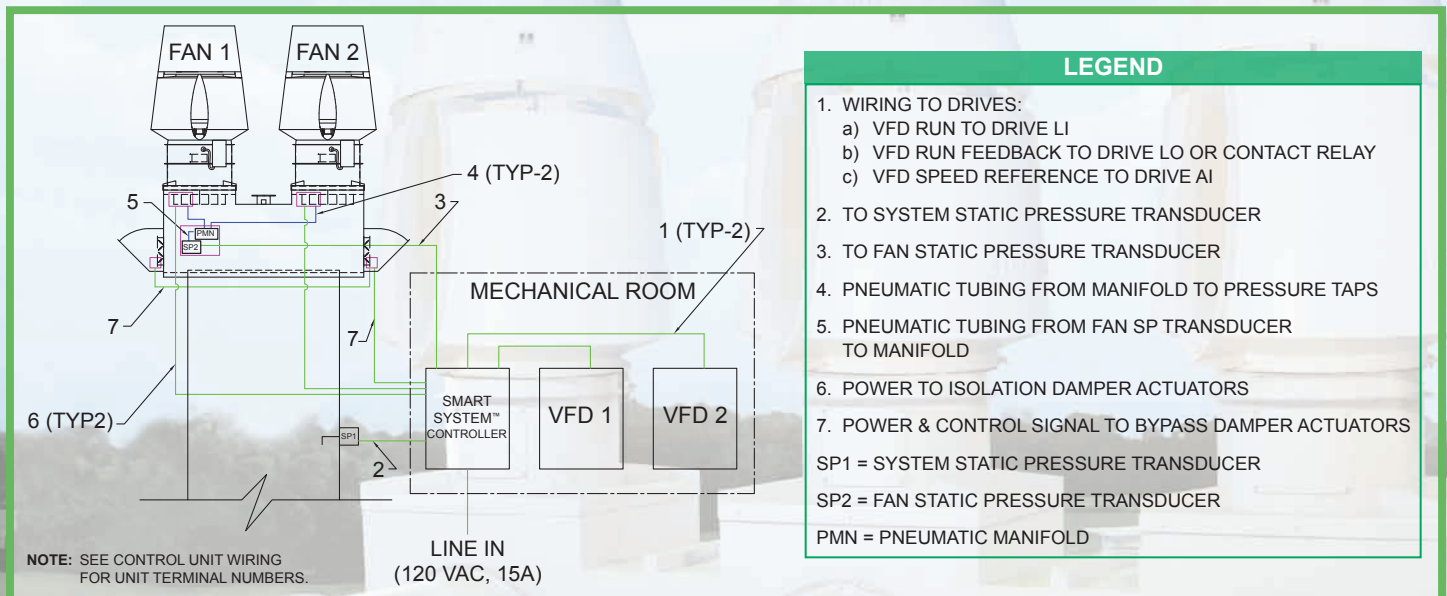 FAN 1
FAN 2
4 (TYP-2)
5
3
PMN
SP2
1 (TYP-2)
MECHANICAL ROOM
7
7
SMART
SYSTEM™
CONTROLLER
VFD 1
VFD 2
6 (TYP2)
SP1
2
LINE IN
(120 VAC, 15A)
NOTE: SEE CONTROL UNIT WIRING
FOR UNIT TERMINAL NUMBERS.
LEGEND
1. WIRING TO DRIVES:
a) VFD RUN TO DRIVE LI
b) VFD RUN FEEDBACK TO DRIVE LO OR CONTACT RELAY
c) VFD SPEED REFERENCE TO DRIVE AI
2. TO SYSTEM STATIC PRESSURE TRANSDUCER
3. TO FAN STATIC PRESSURE TRANSDUCER
4. PNEUMATIC TUBING FROM MANIFOLD TO PRESSURE TAPS
5. PNEUMATIC TUBING FROM FAN SP TRANSDUCER
TO MANIFOLD
6. POWER TO ISOLATION DAMPER ACTUATORS
7. POWER & CONTROL SIGNAL TO BYPASS DAMPER ACTUATORS
SP1 = SYSTEM STATIC PRESSURE TRANSDUCER
SP2 = FAN STATIC PRESSURE TRANSDUCER
PMN = PNEUMATIC MANIFOLD